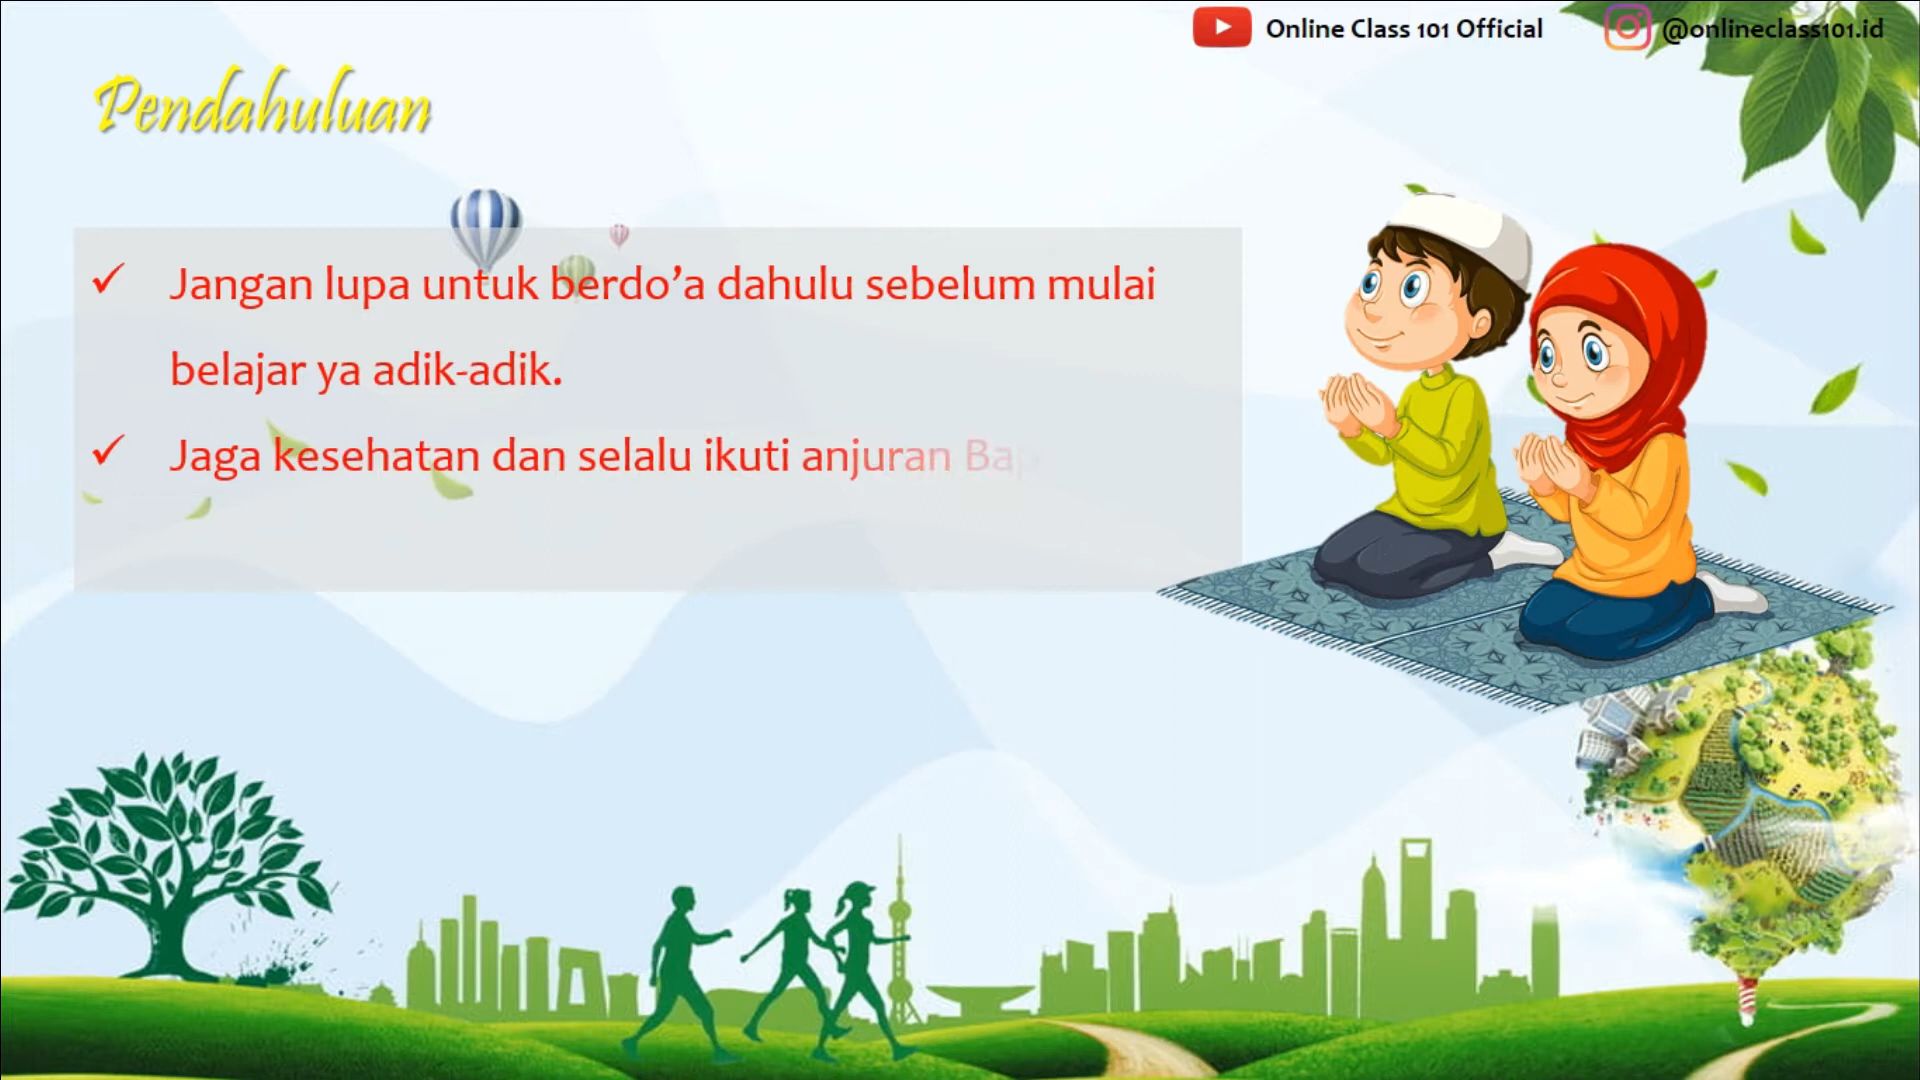 Online Class 101 Official
@onlineclass101.id
Pendahuluan
✓ Jangan lupa untuk berdo’a dahulu sebelum mulai
belajar ya adik-adik.
✓ Jaga kesehatan dan selalu ikuti anjuran